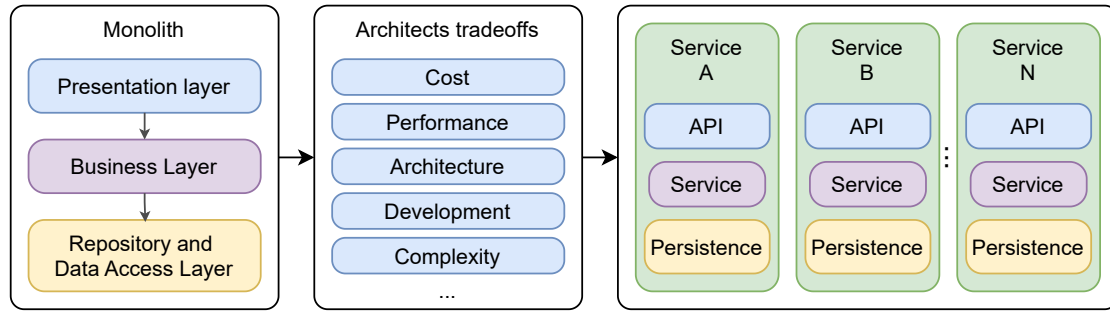 Monolith
Presentation layer
Business Layer
Repository and
Data Access Layer
Architects tradeoffs
Cost
Performance
Architecture
Development
Complexity
...
Service
A
API
Service
Persistence
Service
B
API
Service
Persistence
...
Service
N
API
Service
Persistence